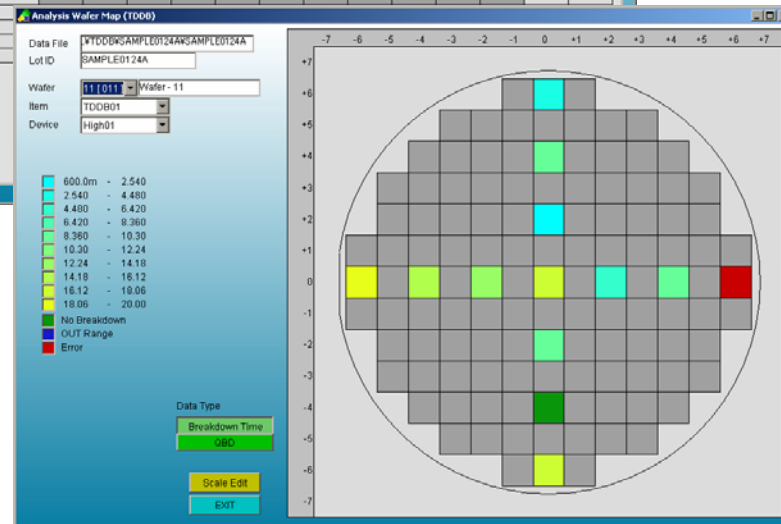 Analysis Wafer Map (TDDB)
Data File .¥TDDB¥SAMPLE0124A¥SAMPLE0124A
Lot ID SAMPLE0124A
Wafer 11 [011] Wafer - 11
Item TDDB01
Device High01
600.0m - 2.540
2.540 - 4.480
4.480 - 6.420
6.420 - 8.360
8.360 - 10.30
10.30 - 12.24
12.24 - 14.18
14.18 - 16.12
16.12 - 18.06
18.06 - 20.00
No Breakdown
OUT Range
Error
Data Type
Breakdown Time
QBD
Scale Edit
EXIT
-7 -6 -5 -4 -3 -2 -1 0 +1 +2 +3 +4 +5 +6 +7
+7
+6
+5
+4
+3
+2
+1
0
-1
-2
-3
-4
-5
-6
-7